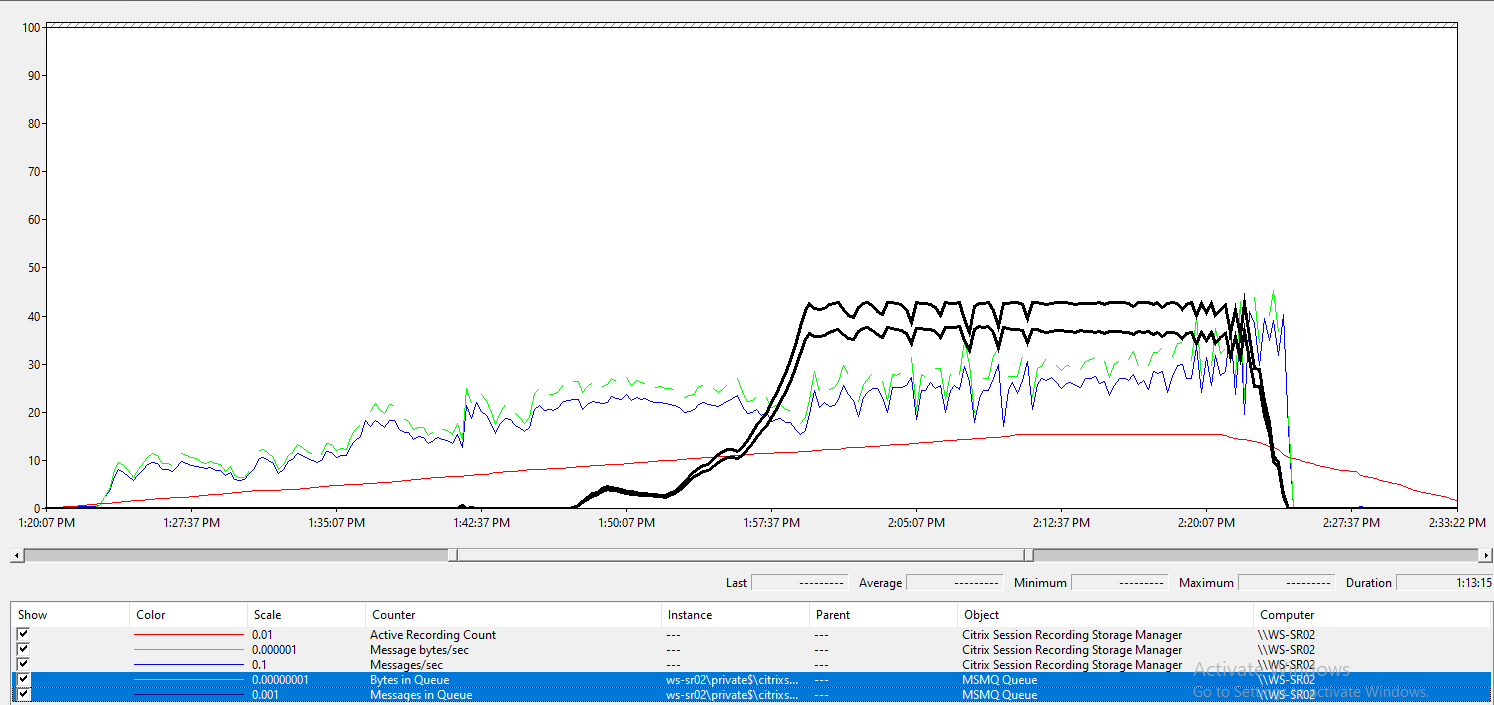 100
90
80
70
60
50
40
30
20
10
0
1:20:07 PM 1:27:37 PM 1:35:07 PM 1:42:37 PM 1:50:07 PM 1:57:37 PM 2:05:07 PM 2:12:37 PM 2:20:07 PM 2:27:37 PM 2:33:22 PM
Last --------- Average --------- Minimum --------- Maximum --------- Duration 1:13:15
Show Color Scale Counter Instance Parent Object Computer
0.01 Active Recording Count --- --- Citrix Session Recording Storage Manager \\WS-SR02
0.000001 Message bytes/sec --- --- Citrix Session Recording Storage Manager \\WS-SR02
0.1 Messages/sec --- --- Citrix Session Recording Storage Manager \\WS-SR02
0.00000001 Bytes in Queue ws-sr02\private$\citrixs... --- MSMQ Queue \\WS-SR02
0.001 Messages in Queue ws-sr02\private$\citrixs... --- MSMQ Queue \\WS-SR02
Activate Windows
Go to Settings to activate Windows.